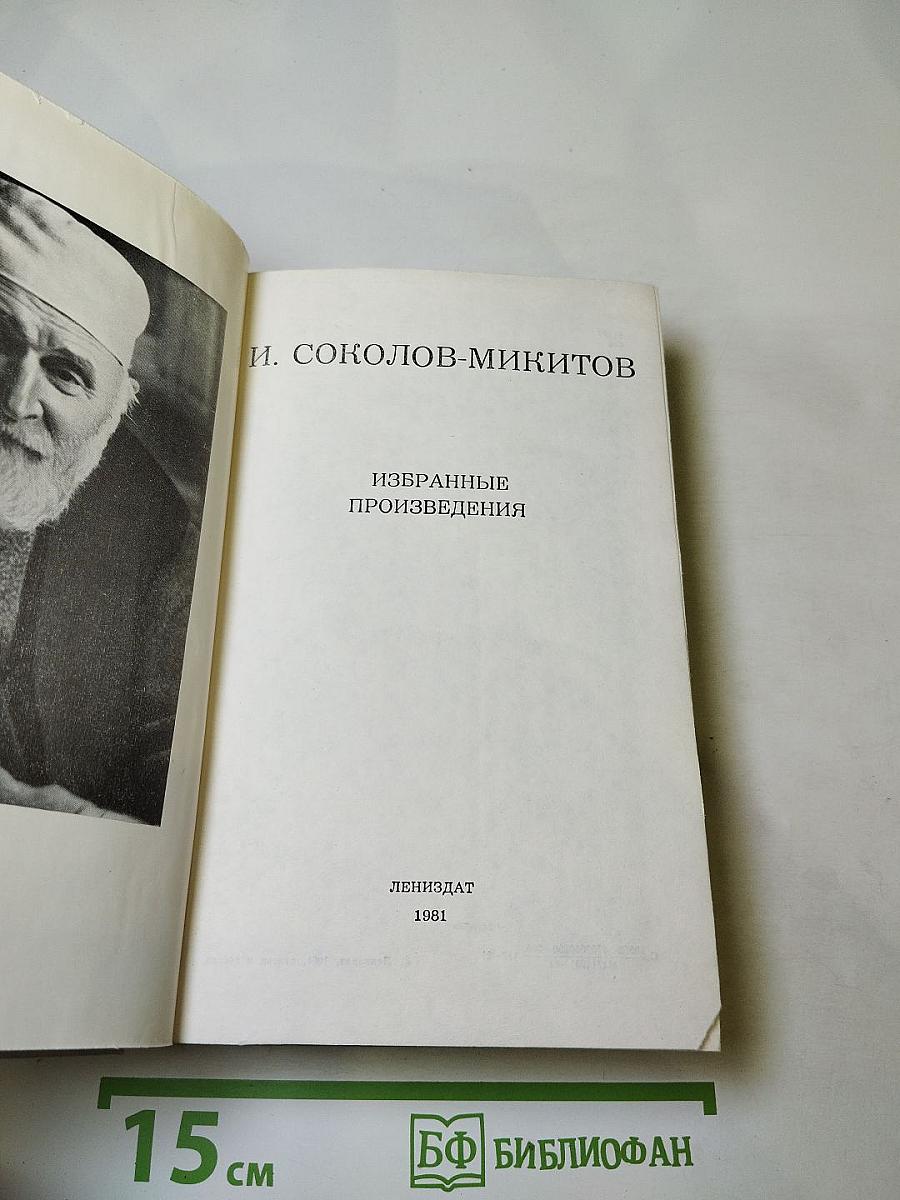 И. СОКОЛОВ-МИКИТОВ
ИЗБРАННЫЕ
ПРОИЗВЕДЕНИЯ
ЛЕНИЗДАТ
1981
15 см
БФ БИБЛИОФАН